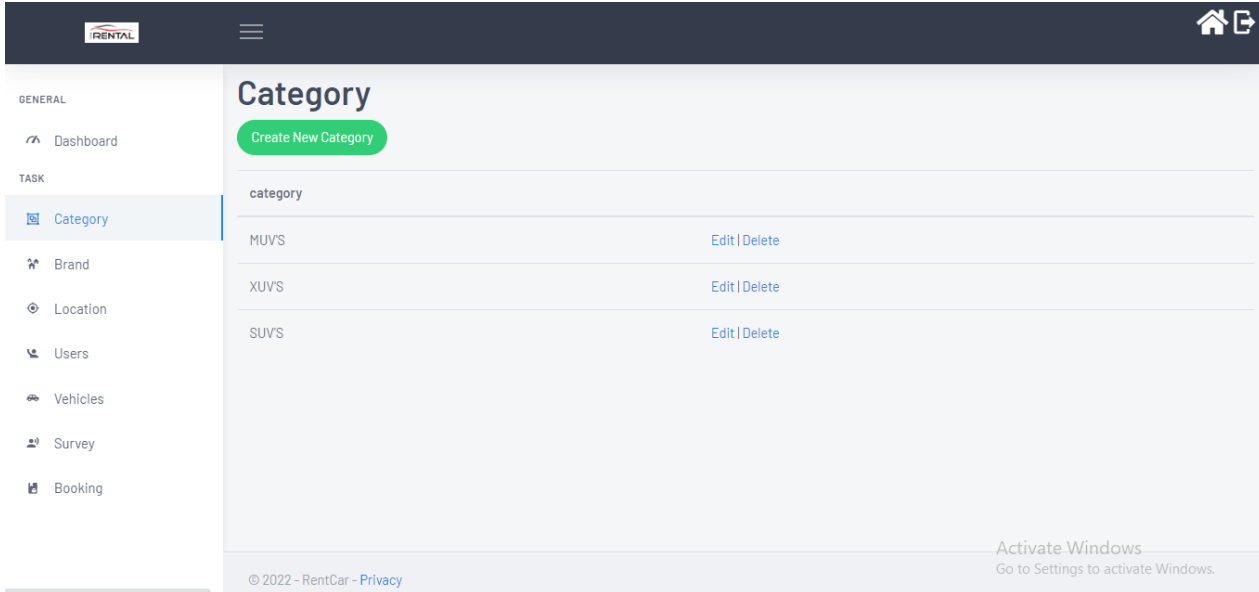 RENTAL
GENERAL
Dashboard
TASK
Category
Brand
Location
Users
Vehicles
Survey
Booking
Category
Create New Category
category
MUV'S Edit | Delete
XUV'S Edit | Delete
SUV'S Edit | Delete
Activate Windows
Go to Settings to activate Windows.
© 2022 - RentCar - Privacy